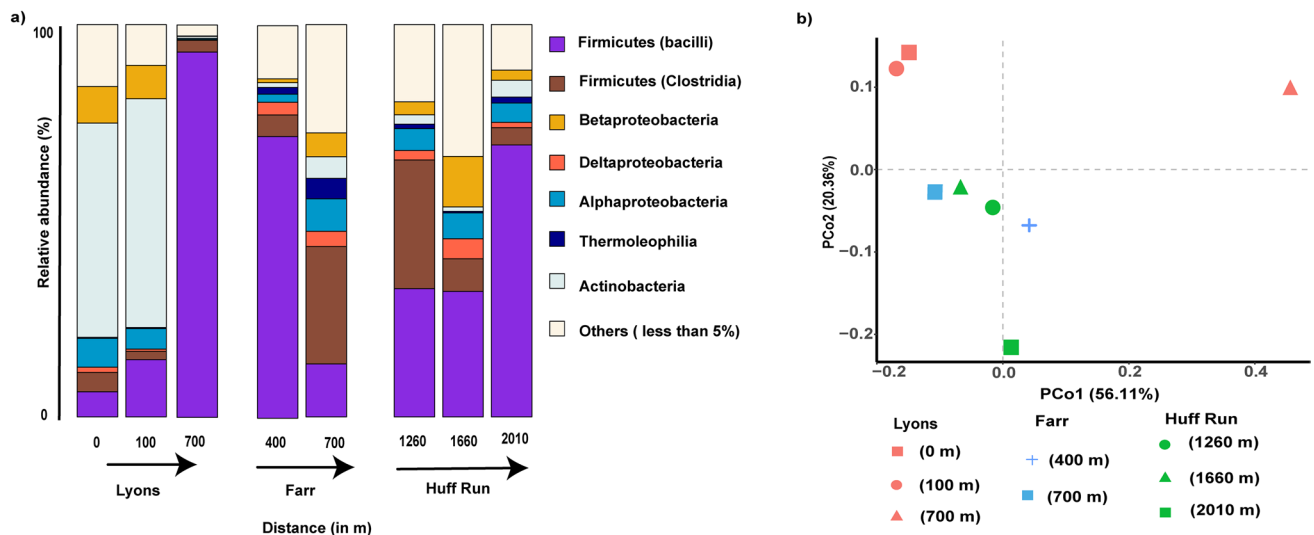 a)
100
Relative abundance (%)
0
0 100 700
Lyons
400 700
Farr
1260 1660 2010
Huff Run
Distance (in m)
Firmicutes (bacilli)
Firmicutes (Clostridia)
Betaproteobacteria
Deltaproteobacteria
Alphaproteobacteria
Thermoleophilia
Actinobacteria
Others ( less than 5%)
b)
PCo2 (20.36%)
0.1
0.0
−0.1
−0.2
−0.2 0.0 0.2 0.4
PCo1 (56.11%)
Lyons
(0 m)
(100 m)
(700 m)
Farr
(400 m)
(700 m)
Huff Run
(1260 m)
(1660 m)
(2010 m)